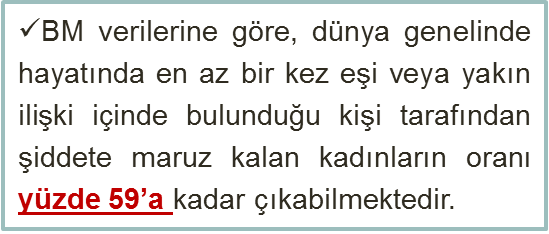 ✓BM verilerine göre, dünya genelinde
hayatında en az bir kez eşi veya yakın
ilişki içinde bulunduğu kişi tarafından
şiddete maruz kalan kadınların oranı
yüzde 59’a kadar çıkabilmektedir.